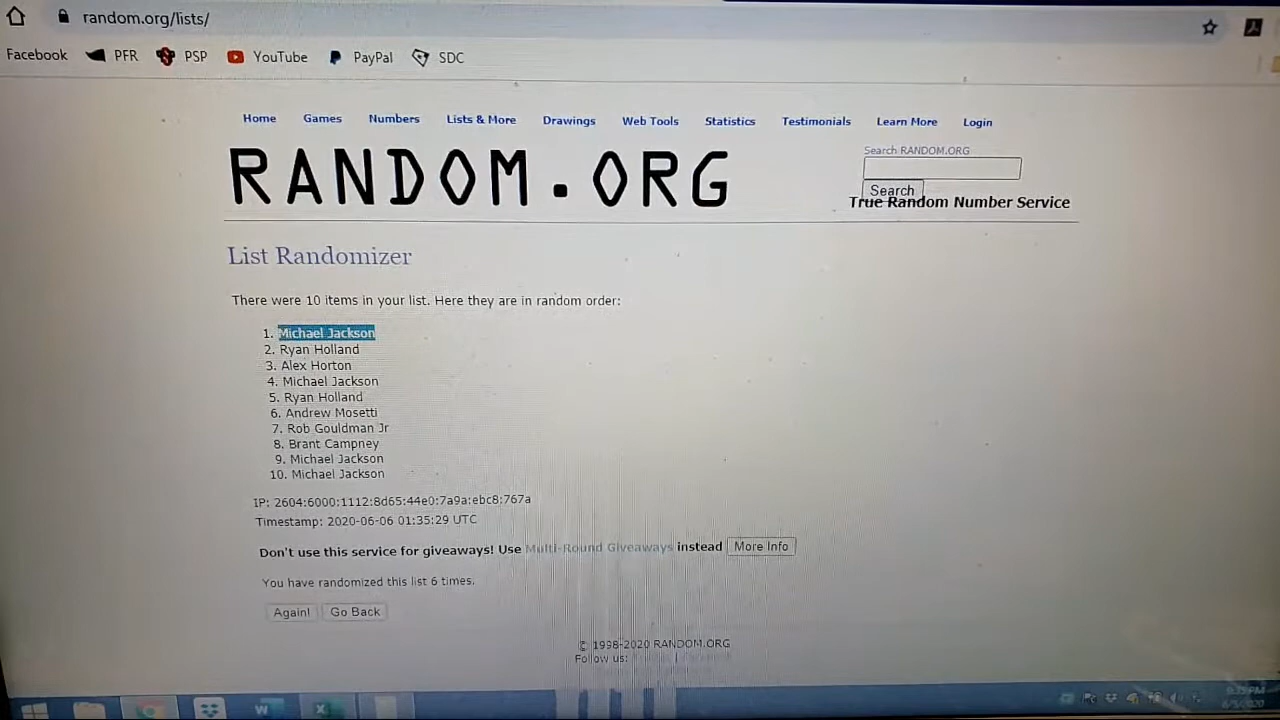 random.org/lists/
Facebook PFR PSP YouTube PayPal SDC
Home Games Numbers Lists & More Drawings Web Tools Statistics Testimonials Learn More Login
RANDOM.ORG
Search RANDOM.ORG
Search
True Random Number Service
List Randomizer
There were 10 items in your list. Here they are in random order:
1. Michael Jackson
2. Ryan Holland
3. Alex Horton
4. Michael Jackson
5. Ryan Holland
6. Andrew Mosetti
7. Rob Gouldman Jr
8. Brant Campney
9. Michael Jackson
10. Michael Jackson
IP: 2604:6000:1112:8d65:44e0:7a9a:ebc8:767a
Timestamp: 2020-06-06 01:35:29 UTC
Don't use this service for giveaways! Use Multi-Round Giveaways instead More Info
You have randomized this list 6 times.
Again! Go Back
© 1998-2020 RANDOM.ORG
Follow us:
9:35 PM
6/5/2020